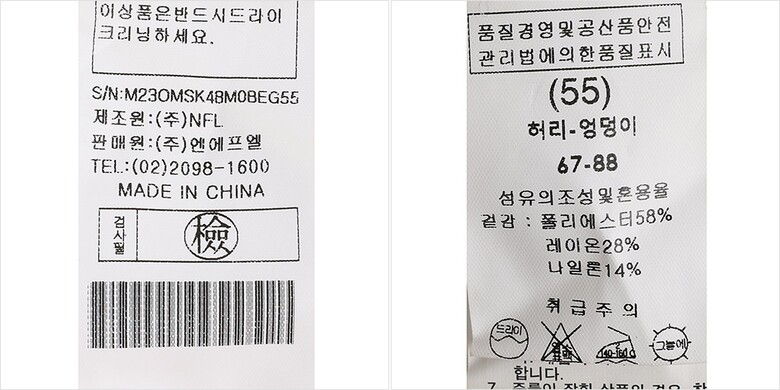 이상품은반드시드라이
크리닝하세요.
S/N:M23OMSK48M0BEG55
제조원:(주)NFL
판매원:(주)엔에프엘
TEL:(02)2098-1600
MADE IN CHINA
검사필
檢
품질경영및공산품안전
관리법에의한품질표시
(55)
허리-엉덩이
67-88
섬유의조성및혼용율
겉감 : 폴리에스터58%
레이온28%
나일론14%
취급주의
드라이
140-160℃
그늘에
합니다.